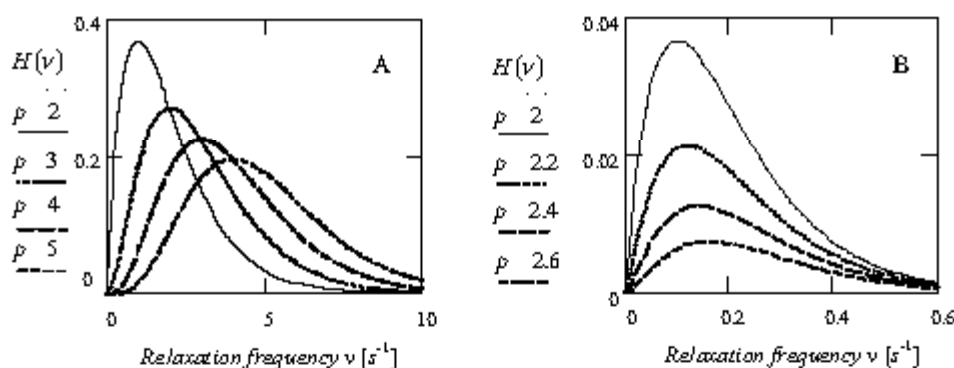 0.4
H(ν)
A
p 2
p 3
0.2
p 4
p 5
0
0 5 10
Relaxation frequency ν [s⁻¹]
0.04
H(ν)
B
p 2
p 2.2
0.02
p 2.4
p 2.6
0
0 0.2 0.4 0.6
Relaxation frequency ν [s⁻¹]